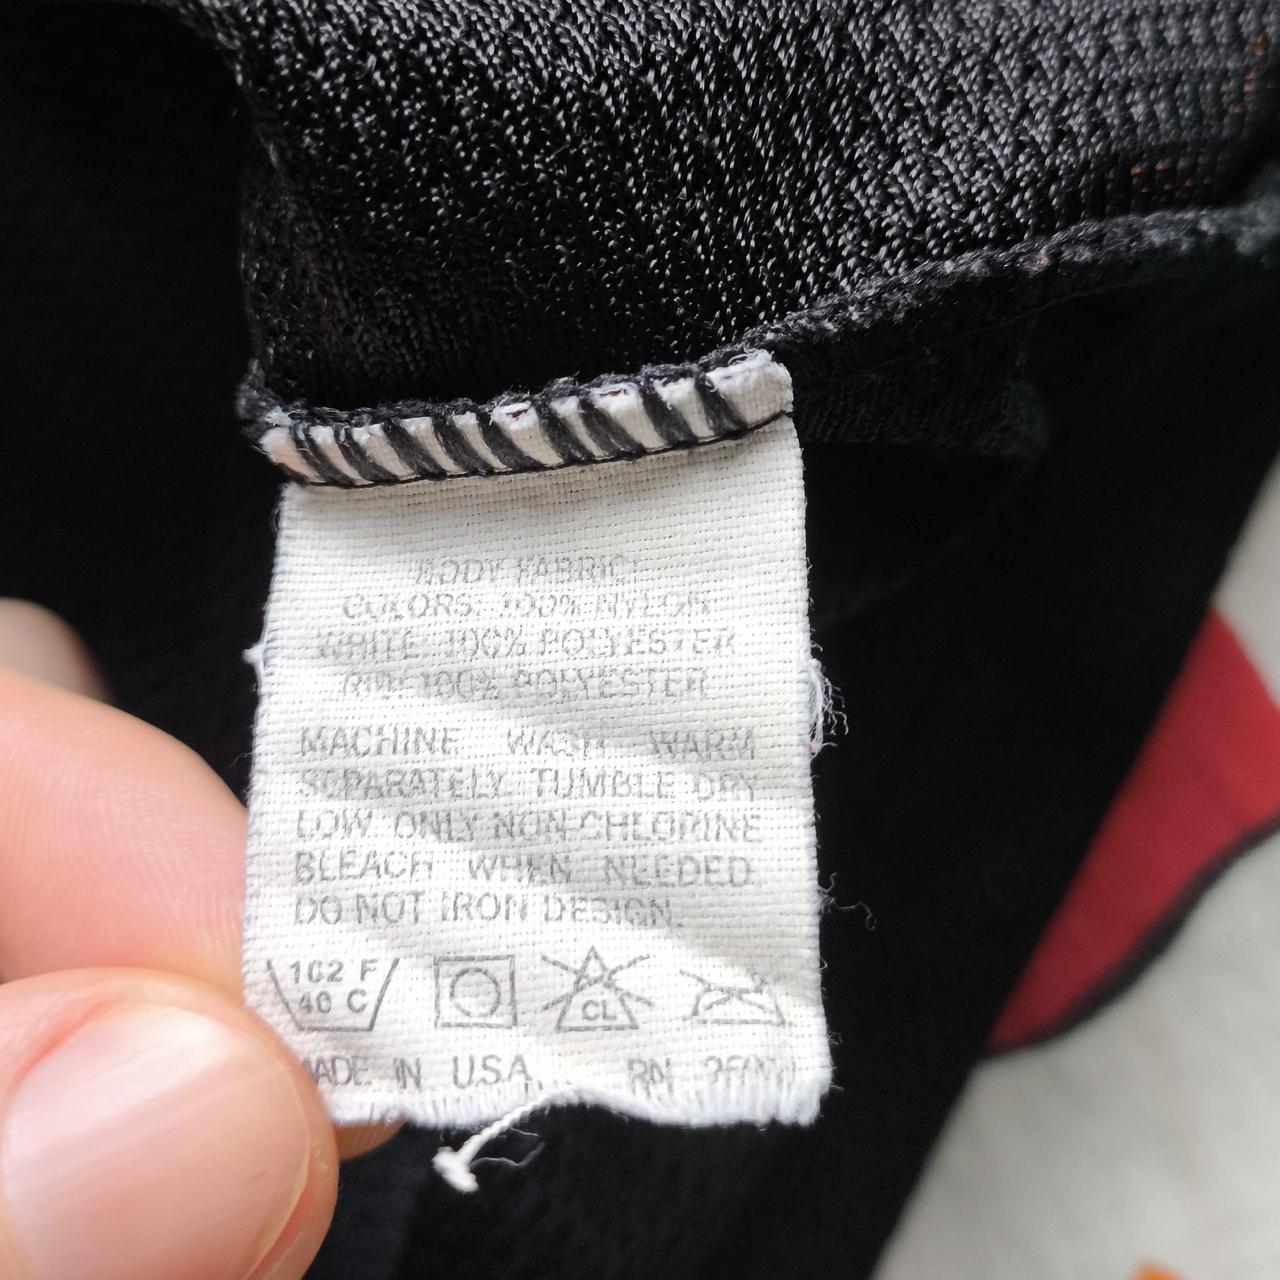 BODY FABRIC:
COLORS: 100% NYLON
WHITE: 100% POLYESTER
RIB: 100% POLYESTER
MACHINE WASH WARM
SEPARATELY. TUMBLE DRY
LOW. ONLY NON-CHLORINE
BLEACH WHEN NEEDED.
DO NOT IRON DESIGN.
102 F
40 C
CL
MADE IN U.S.A. RN